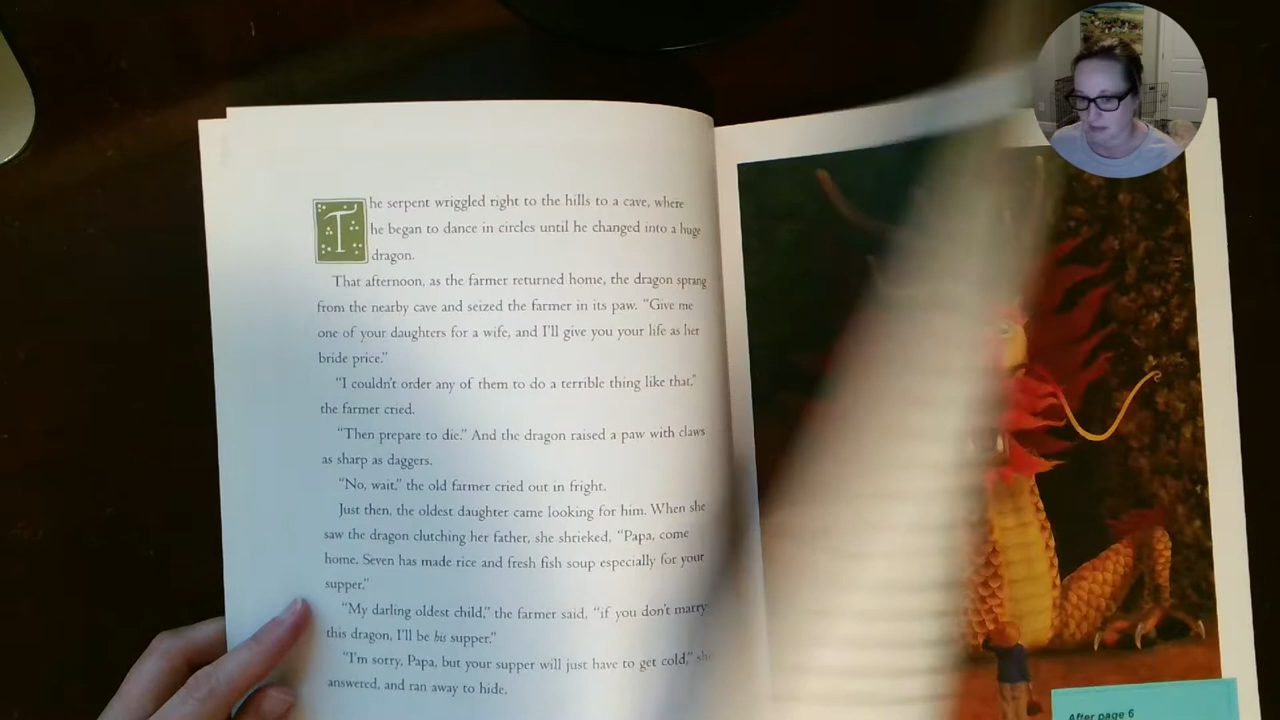 The serpent wriggled right to the hills to a cave, where
he began to dance in circles until he changed into a huge
dragon.
That afternoon, as the farmer returned home, the dragon sprang
from the nearby cave and seized the farmer in its paw. “Give me
one of your daughters for a wife, and I’ll give you your life as her
bride price.”
“I couldn’t order any of them to do a terrible thing like that,”
the farmer cried.
“Then prepare to die.” And the dragon raised a paw with claws
as sharp as daggers.
“No, wait,” the old farmer cried out in fright.
Just then, the oldest daughter came looking for him. When she
saw the dragon clutching her father, she shrieked, “Papa, come
home. Seven has made rice and fresh fish soup especially for your
supper.”
“My darling oldest child,” the farmer said, “if you don’t marry
this dragon, I’ll be his supper.”
“I’m sorry, Papa, but your supper will just have to get cold,” she
answered, and ran away to hide.
After page 6